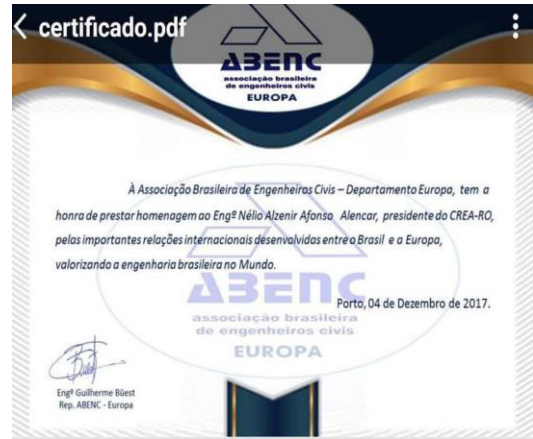 certificado.pdf
ABENC
associação brasileira
de engenheiros civis
EUROPA
À Associação Brasileira de Engenheiros Civis – Departamento Europa, tem a
honra de prestar homenagem ao Engº Nélio Alzenir Afonso Alencar, presidente do CREA-RO,
pelas importantes relações internacionais desenvolvidas entre o Brasil e a Europa,
valorizando a engenharia brasileira no Mundo.
ABENC
Porto, 04 de Dezembro de 2017.
associação brasileira
de engenheiros civis
EUROPA
Engº Guilherme Büest
Rep. ABENC - Europa